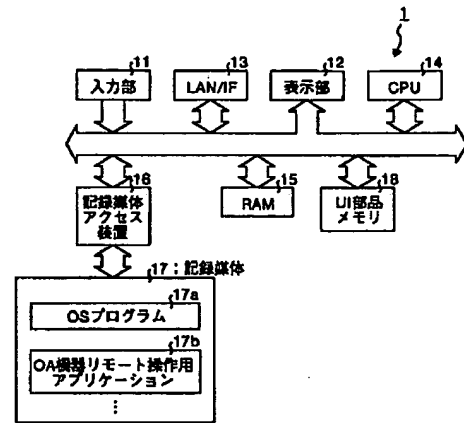 1
11
13
12
14
入力部
LAN/IF
表示部
CPU
16
15
18
記録媒体
アクセス
装置
RAM
UI部品
メモリ
17:記録媒体
17a
OSプログラム
17b
OA機器リモート操作用
アプリケーション
⋮